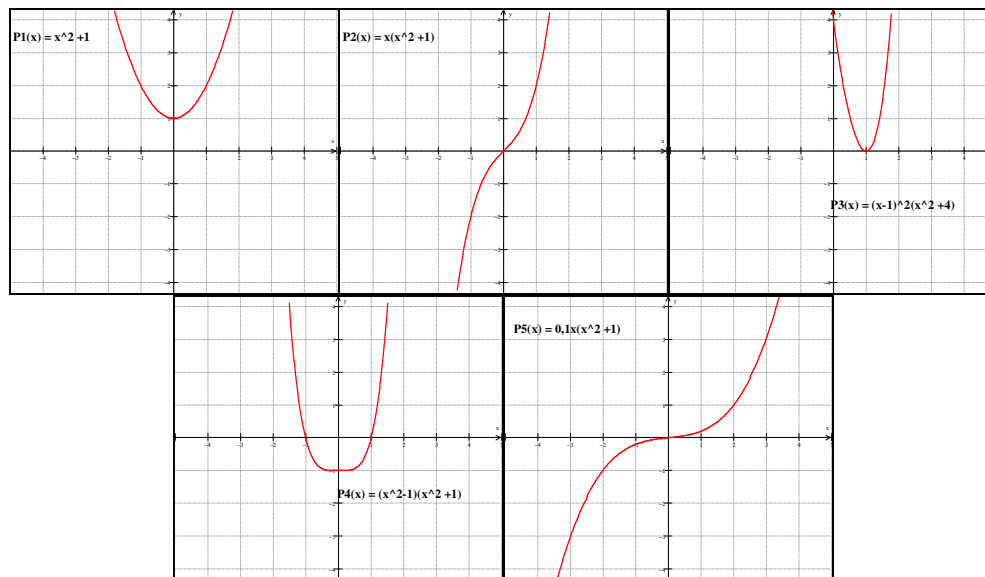 P1(x) = x^2 +1
P2(x) = x(x^2 +1)
P3(x) = (x-1)^2(x^2 +4)
P4(x) = (x^2-1)(x^2 +1)
P5(x) = 0,1x(x^2 +1)